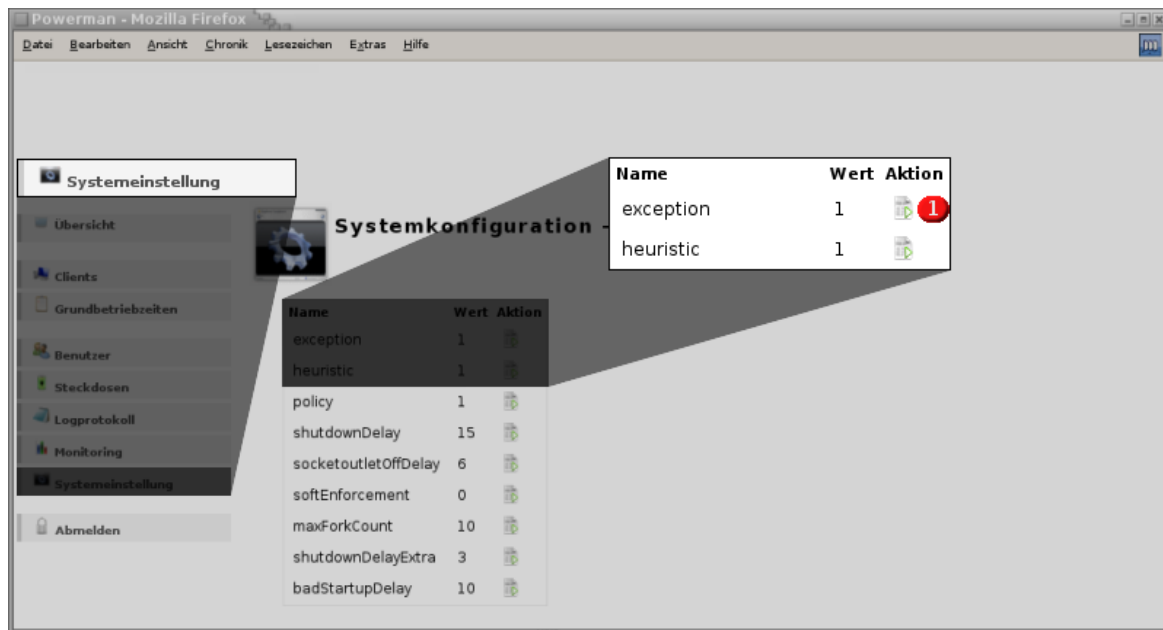 Powerman - Mozilla Firefox
Datei Bearbeiten Ansicht Chronik Lesezeichen Extras Hilfe
Systemeinstellung
Übersicht
Clients
Grundbetriebzeiten
Benutzer
Steckdosen
Logprotokoll
Monitoring
Systemeinstellung
Abmelden
Systemkonfiguration -
Name Wert Aktion
exception 1 1
heuristic 1
Name Wert Aktion
exception 1
heuristic 1
policy 1
shutdownDelay 15
socketoutletOffDelay 6
softEnforcement 0
maxForkCount 10
shutdownDelayExtra 3
badStartupDelay 10